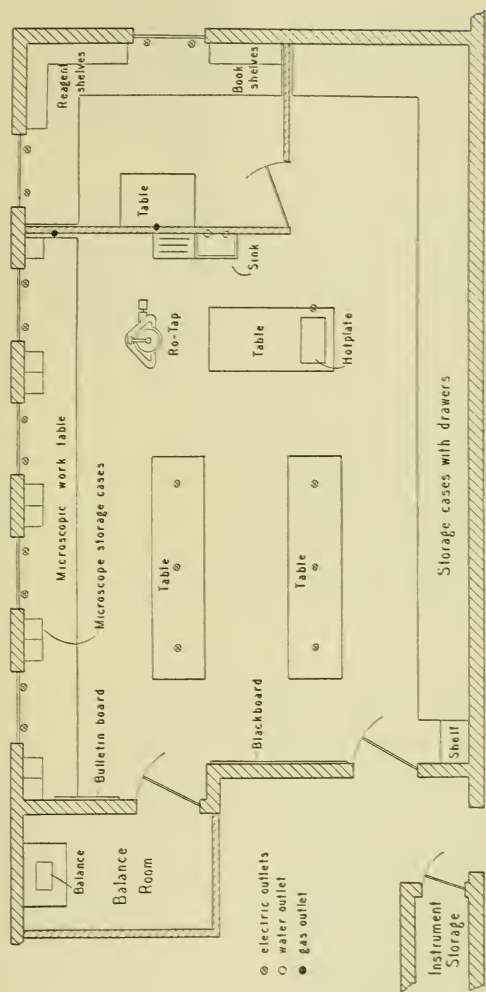 Reagent
shelves
Book
shelves
Table
Sink
Microscopic work table
Microscope storage cases
Ro-Tap
Table
Hotplate
Table
Table
Storage cases with drawers
Bulletin board
Blackboard
Shelf
Balance
Balance
Room
electric outlets
water outlet
gas outlet
Instrument
Storage